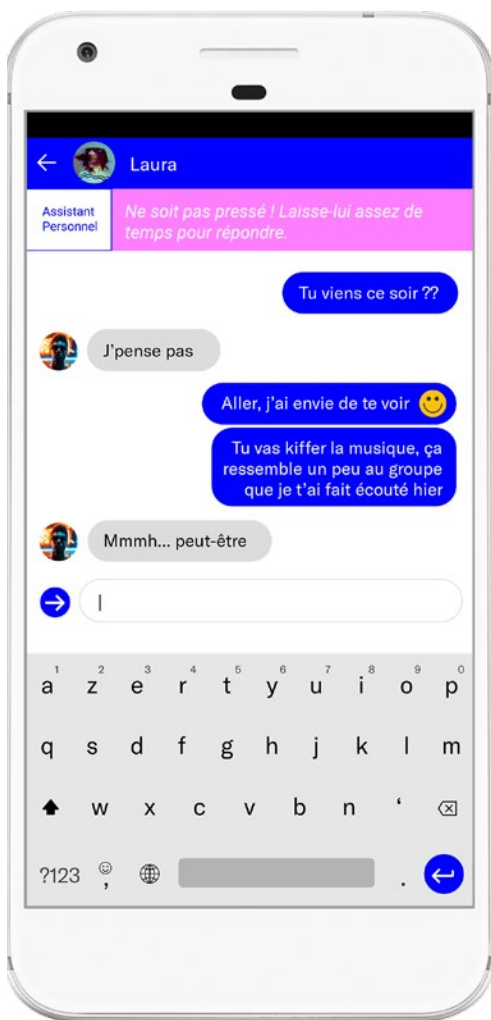 Laura
Assistant
Personnel
Ne soit pas pressé ! Laisse-lui assez de
temps pour répondre.
Tu viens ce soir ??
J'pense pas
Aller, j'ai envie de te voir 🙂
Tu vas kiffer la musique, ça
ressemble un peu au groupe
que je t'ai fait écouté hier
Mmmh... peut-être
1 2 3 4 5 6 7 8 9 0
a z e r t y u i o p
q s d f g h j k l m
w x c v b n ‘
?123 , .